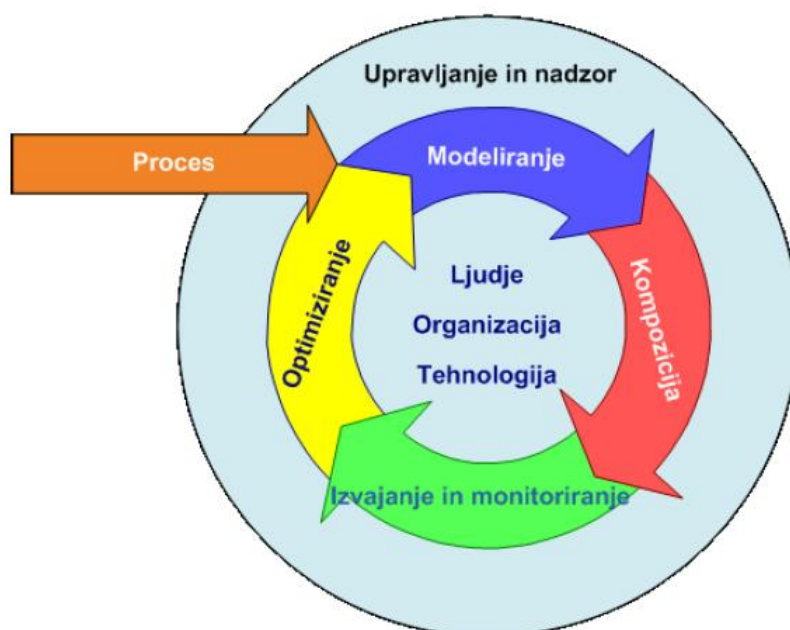 Upravljanje in nadzor
Proces
Modeliranje
Kompozicija
Izvajanje in monitoriranje
Optimiziranje
Ljudje
Organizacija
Tehnologija